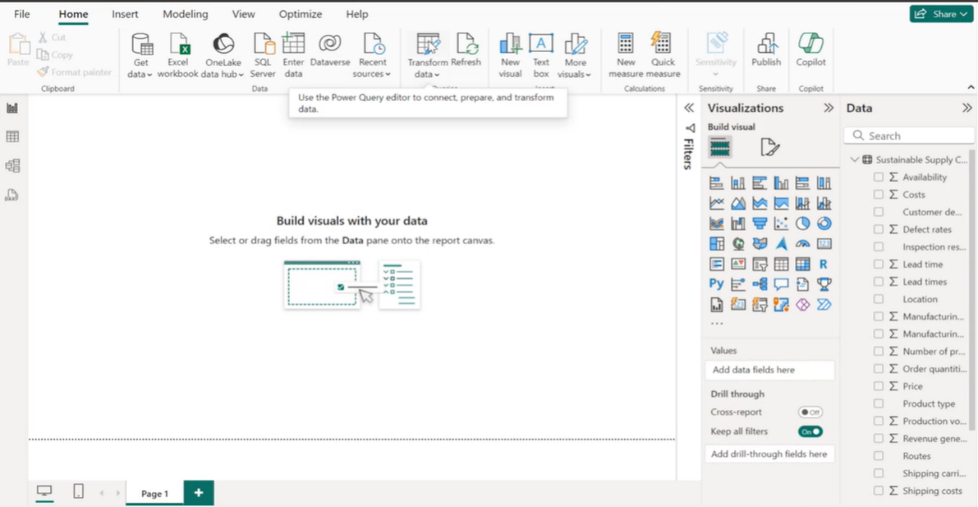 File Home Insert Modeling View Optimize Help Share
Paste
Cut
Copy
Format painter
Clipboard
Get data
Excel workbook
OneLake data hub
SQL Server
Enter data
Dataverse
Recent sources
Data
Transform data
Refresh
New visual
Text box
More visuals
New measure
Quick measure
Calculations
Sensitivity
Sensitivity
Publish
Share
Copilot
Copilot
Use the Power Query editor to connect, prepare, and transform
data.
Build visuals with your data
Select or drag fields from the Data pane onto the report canvas.
Filters
Visualizations
Build visual
R
Py
...
Values
Add data fields here
Drill through
Cross-report Off
Keep all filters On
Add drill-through fields here
Data
Search
Sustainable Supply C...
Availability
Costs
Customer de...
Defect rates
Inspection res...
Lead time
Lead times
Location
Manufacturin...
Manufacturin...
Number of pr...
Order quantiti...
Price
Product type
Production vo...
Revenue gene...
Routes
Shipping carri...
Shipping costs
Page 1